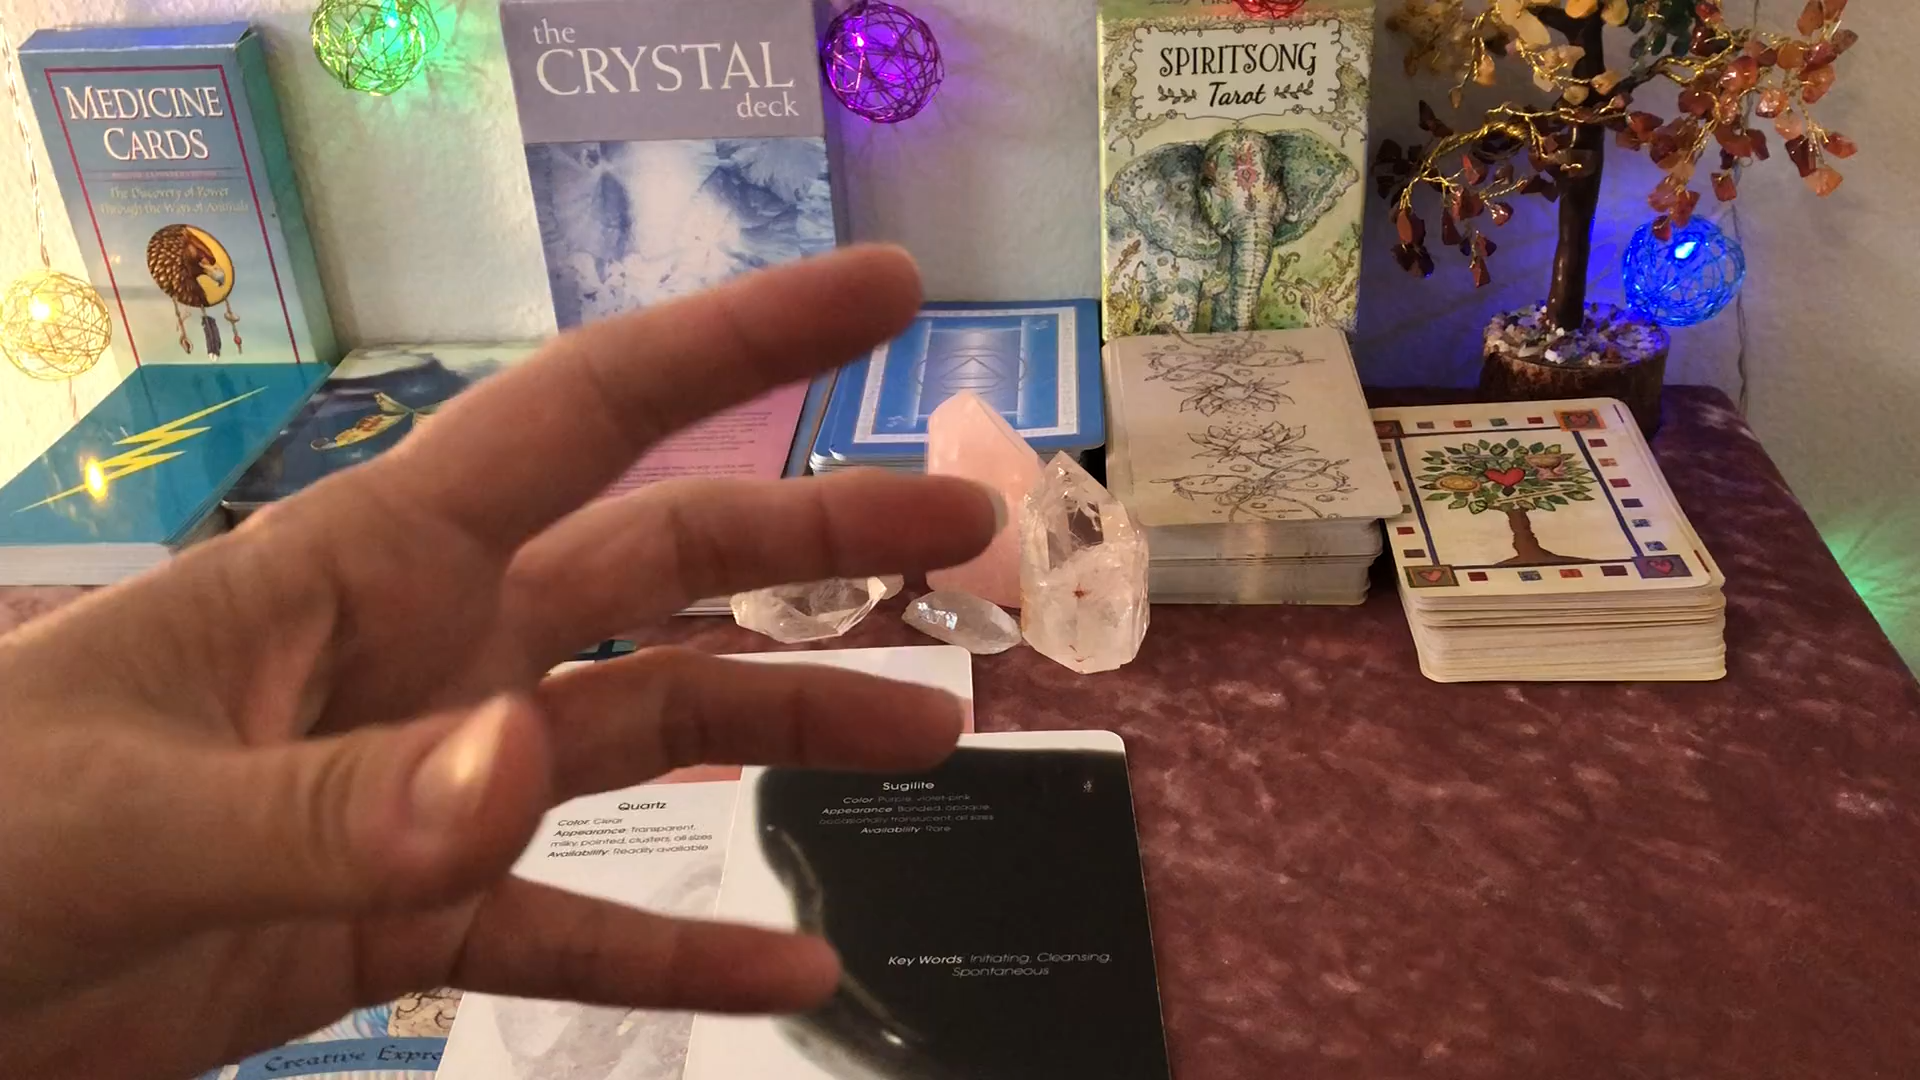 MEDICINE
CARDS
The Discovery of Power
Through the Ways of Animals
the
CRYSTAL
deck
SPIRITSONG
Tarot
Quartz
Color: Clear
Appearance: Transparent,
milky, pointed, clusters, all sizes
Availability: Readily available
Sugilite
Color: Purple, violet-pink
Appearance: Banded, opaque,
occasionally translucent, all sizes
Availability: Rare
Key Words: Initiating, Cleansing,
Spontaneous
Creative Expre